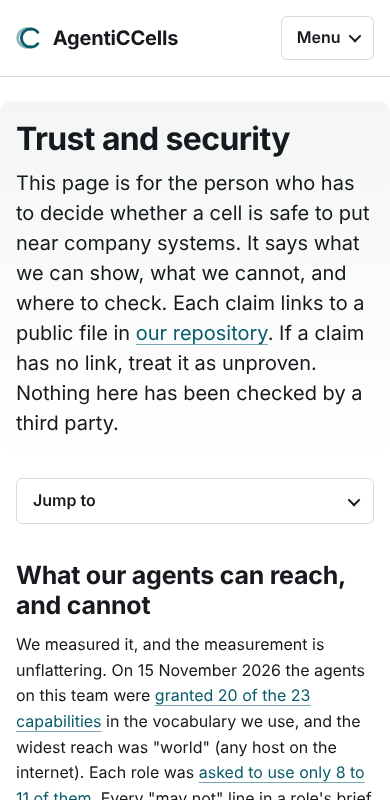 AgentiCCells
Menu
Trust and security
This page is for the person who has
to decide whether a cell is safe to put
near company systems. It says what
we can show, what we cannot, and
where to check. Each claim links to a
public file in our repository. If a claim
has no link, treat it as unproven.
Nothing here has been checked by a
third party.
Jump to
What our agents can reach,
and cannot
We measured it, and the measurement is
unflattering. On 15 November 2026 the agents
on this team were granted 20 of the 23
capabilities in the vocabulary we use, and the
widest reach was "world" (any host on the
internet). Each role was asked to use only 8 to
11 of them. Every "may not" line in a role's brief